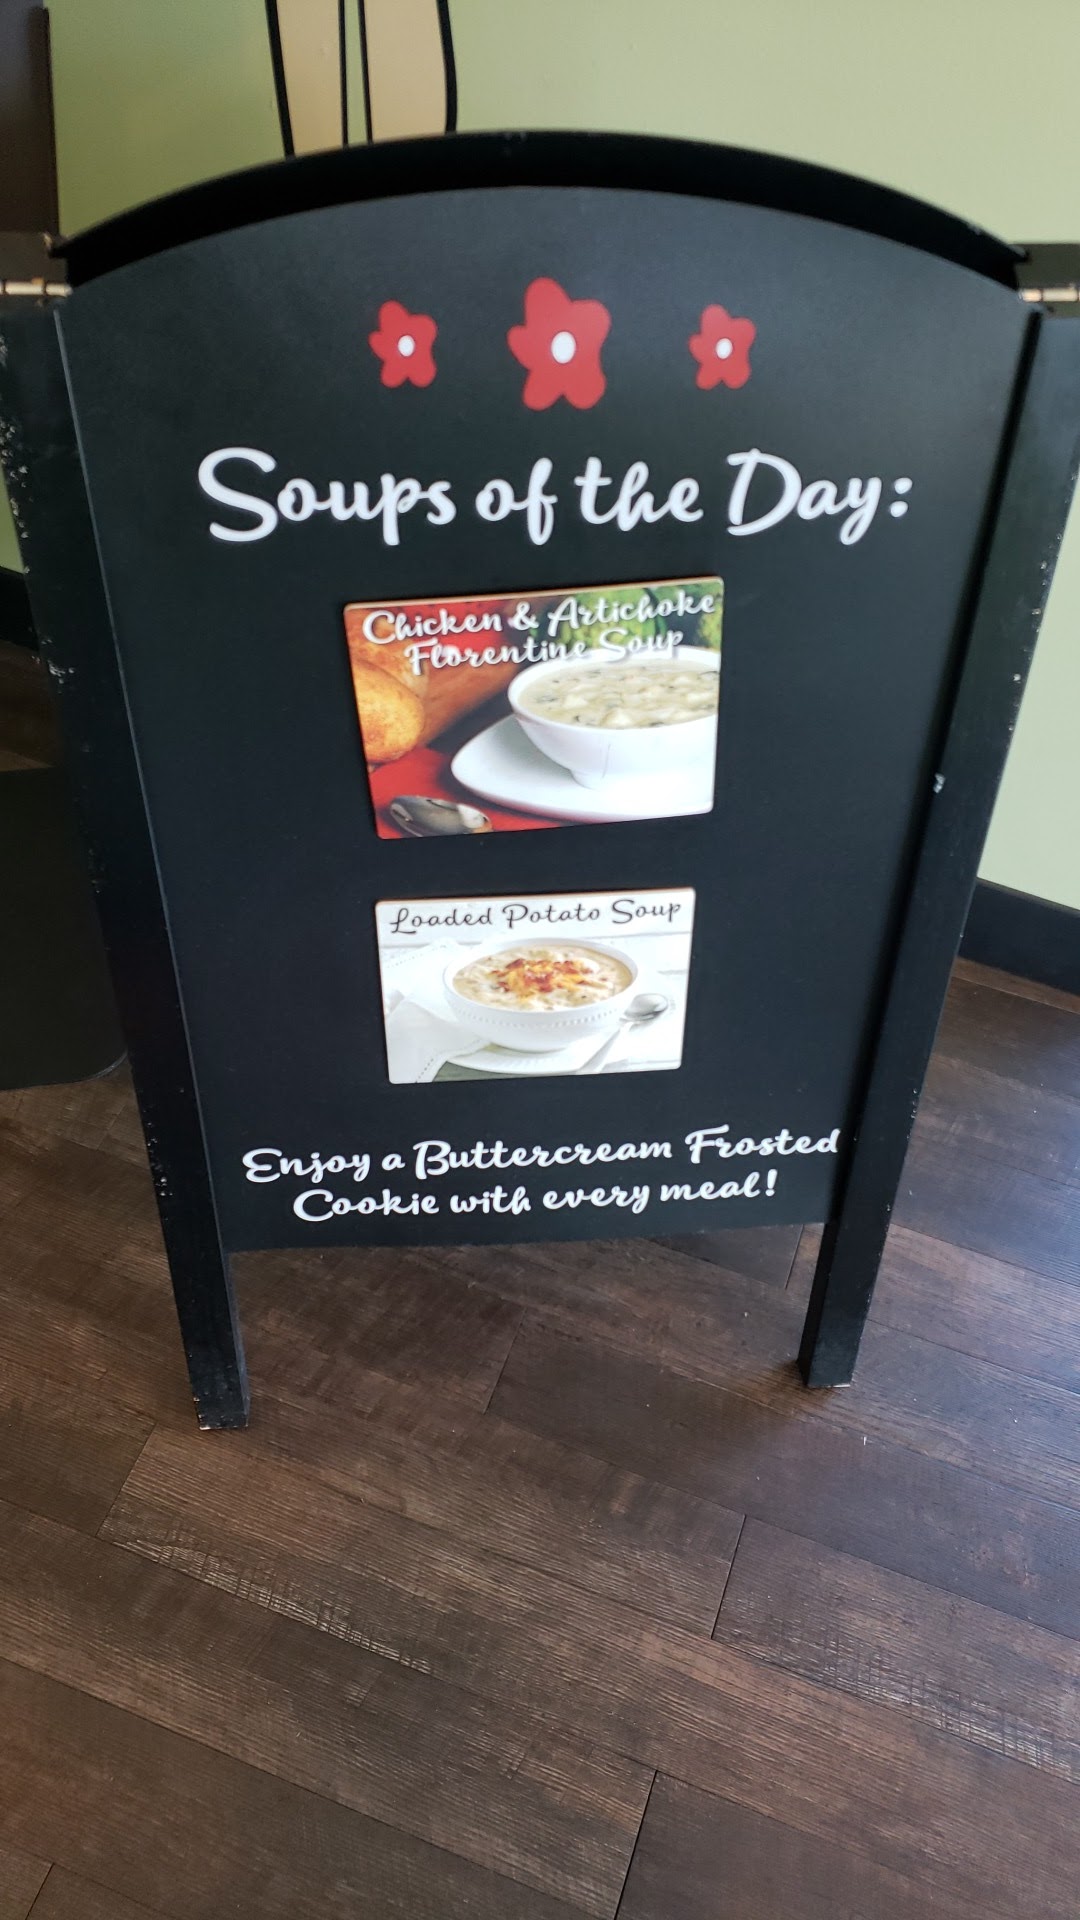 Soups of the Day:
Chicken & Artichoke
Florentine Soup
Loaded Potato Soup
Enjoy a Buttercream Frosted
Cookie with every meal!